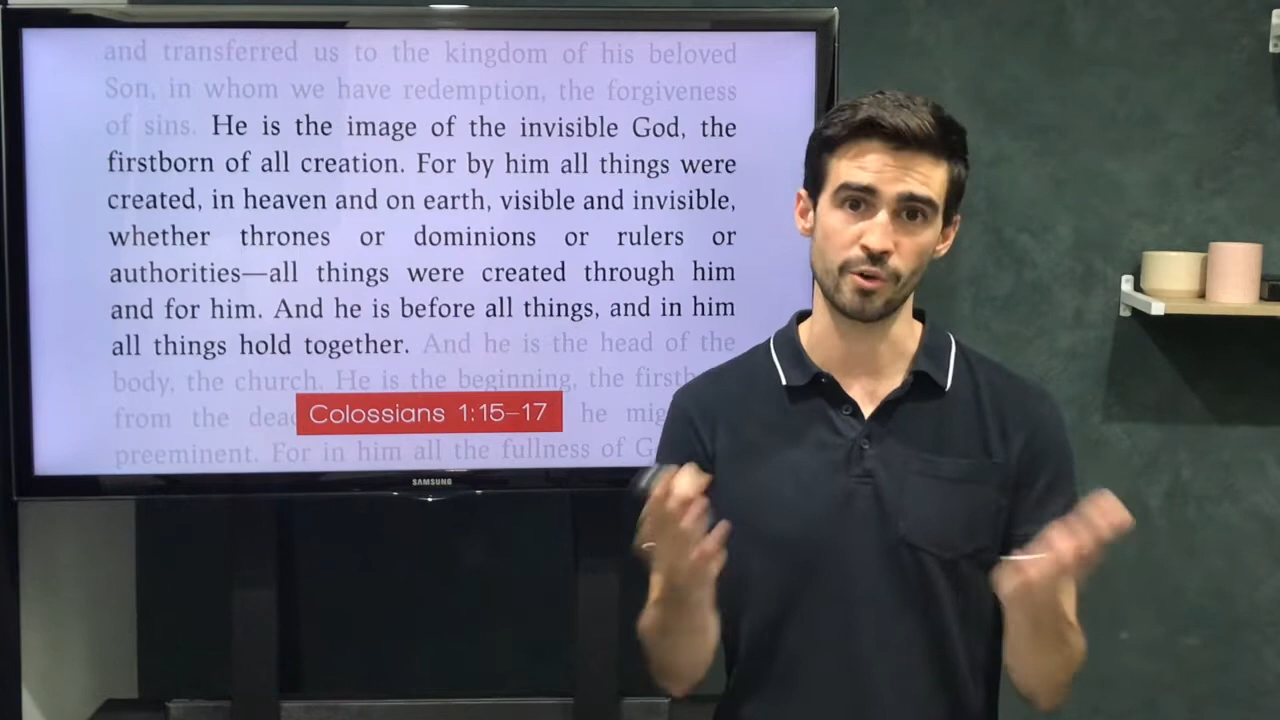 and transferred us to the kingdom of his beloved
Son, in whom we have redemption, the forgiveness
of sins. He is the image of the invisible God, the
firstborn of all creation. For by him all things were
created, in heaven and on earth, visible and invisible,
whether thrones or dominions or rulers or
authorities—all things were created through him
and for him. And he is before all things, and in him
all things hold together. And he is the head of the
body, the church. He is the beginning, the
from the he
preeminent. For in him all the fullness of
Colossians 1:15–17
SAMSUNG